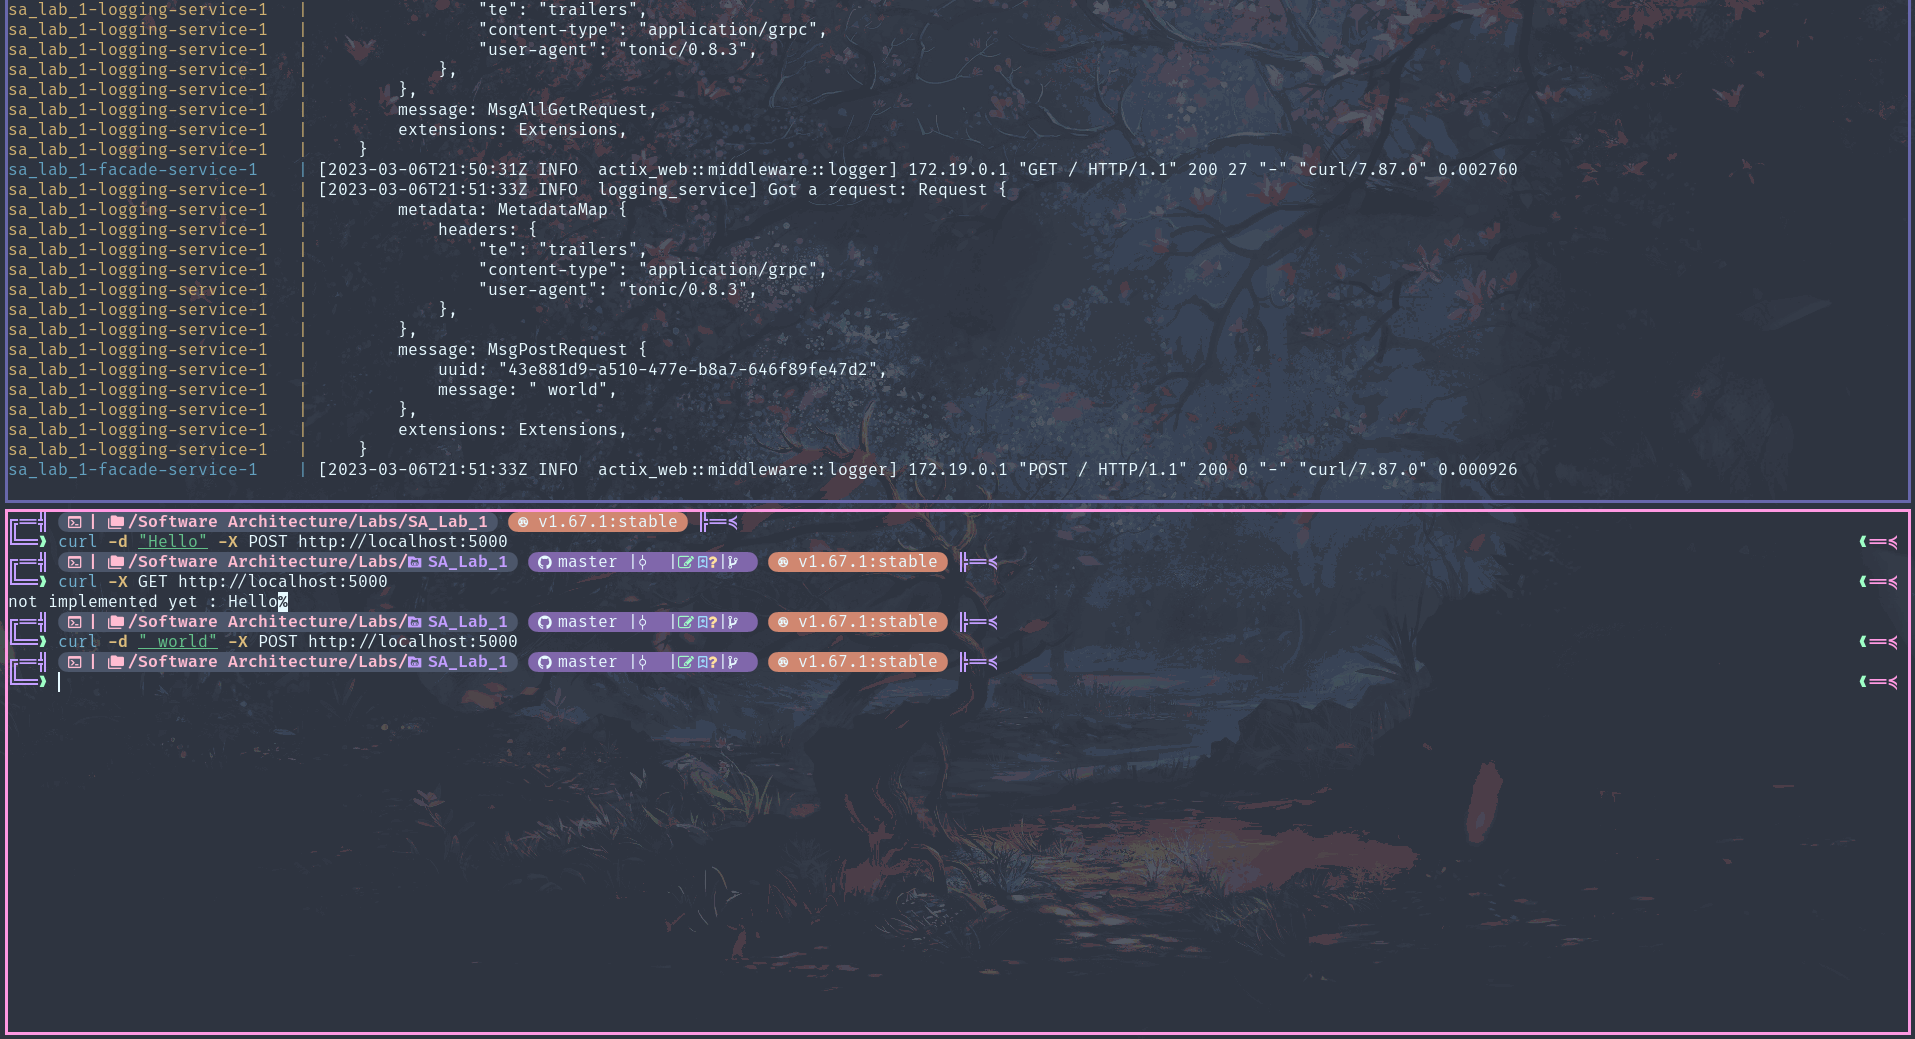 sa_lab_1-logging-service-1   |                 "te": "trailers",
sa_lab_1-logging-service-1   |                 "content-type": "application/grpc",
sa_lab_1-logging-service-1   |                 "user-agent": "tonic/0.8.3",
sa_lab_1-logging-service-1   |             },
sa_lab_1-logging-service-1   |         },
sa_lab_1-logging-service-1   |         message: MsgAllGetRequest,
sa_lab_1-logging-service-1   |         extensions: Extensions,
sa_lab_1-logging-service-1   |     }
sa_lab_1-facade-service-1    | [2023-03-06T21:50:31Z INFO  actix_web::middleware::logger] 172.19.0.1 "GET / HTTP/1.1" 200 27 "-" "curl/7.87.0" 0.002760
sa_lab_1-logging-service-1   | [2023-03-06T21:51:33Z INFO  logging_service] Got a request: Request {
sa_lab_1-logging-service-1   |         metadata: MetadataMap {
sa_lab_1-logging-service-1   |             headers: {
sa_lab_1-logging-service-1   |                 "te": "trailers",
sa_lab_1-logging-service-1   |                 "content-type": "application/grpc",
sa_lab_1-logging-service-1   |                 "user-agent": "tonic/0.8.3",
sa_lab_1-logging-service-1   |             },
sa_lab_1-logging-service-1   |         },
sa_lab_1-logging-service-1   |         message: MsgPostRequest {
sa_lab_1-logging-service-1   |             uuid: "43e881d9-a510-477e-b8a7-646f89fe47d2",
sa_lab_1-logging-service-1   |             message: " world",
sa_lab_1-logging-service-1   |         },
sa_lab_1-logging-service-1   |         extensions: Extensions,
sa_lab_1-logging-service-1   |     }
sa_lab_1-facade-service-1    | [2023-03-06T21:51:33Z INFO  actix_web::middleware::logger] 172.19.0.1 "POST / HTTP/1.1" 200 0 "-" "curl/7.87.0" 0.000926
| /Software Architecture/Labs/SA_Lab_1 v1.67.1:stable
curl -d "Hello" -X POST http://localhost:5000
| /Software Architecture/Labs/ SA_Lab_1 master | | ?| v1.67.1:stable
curl -X GET http://localhost:5000
not implemented yet : Hello%
| /Software Architecture/Labs/ SA_Lab_1 master | | ?| v1.67.1:stable
curl -d " world" -X POST http://localhost:5000
| /Software Architecture/Labs/ SA_Lab_1 master | | ?| v1.67.1:stable